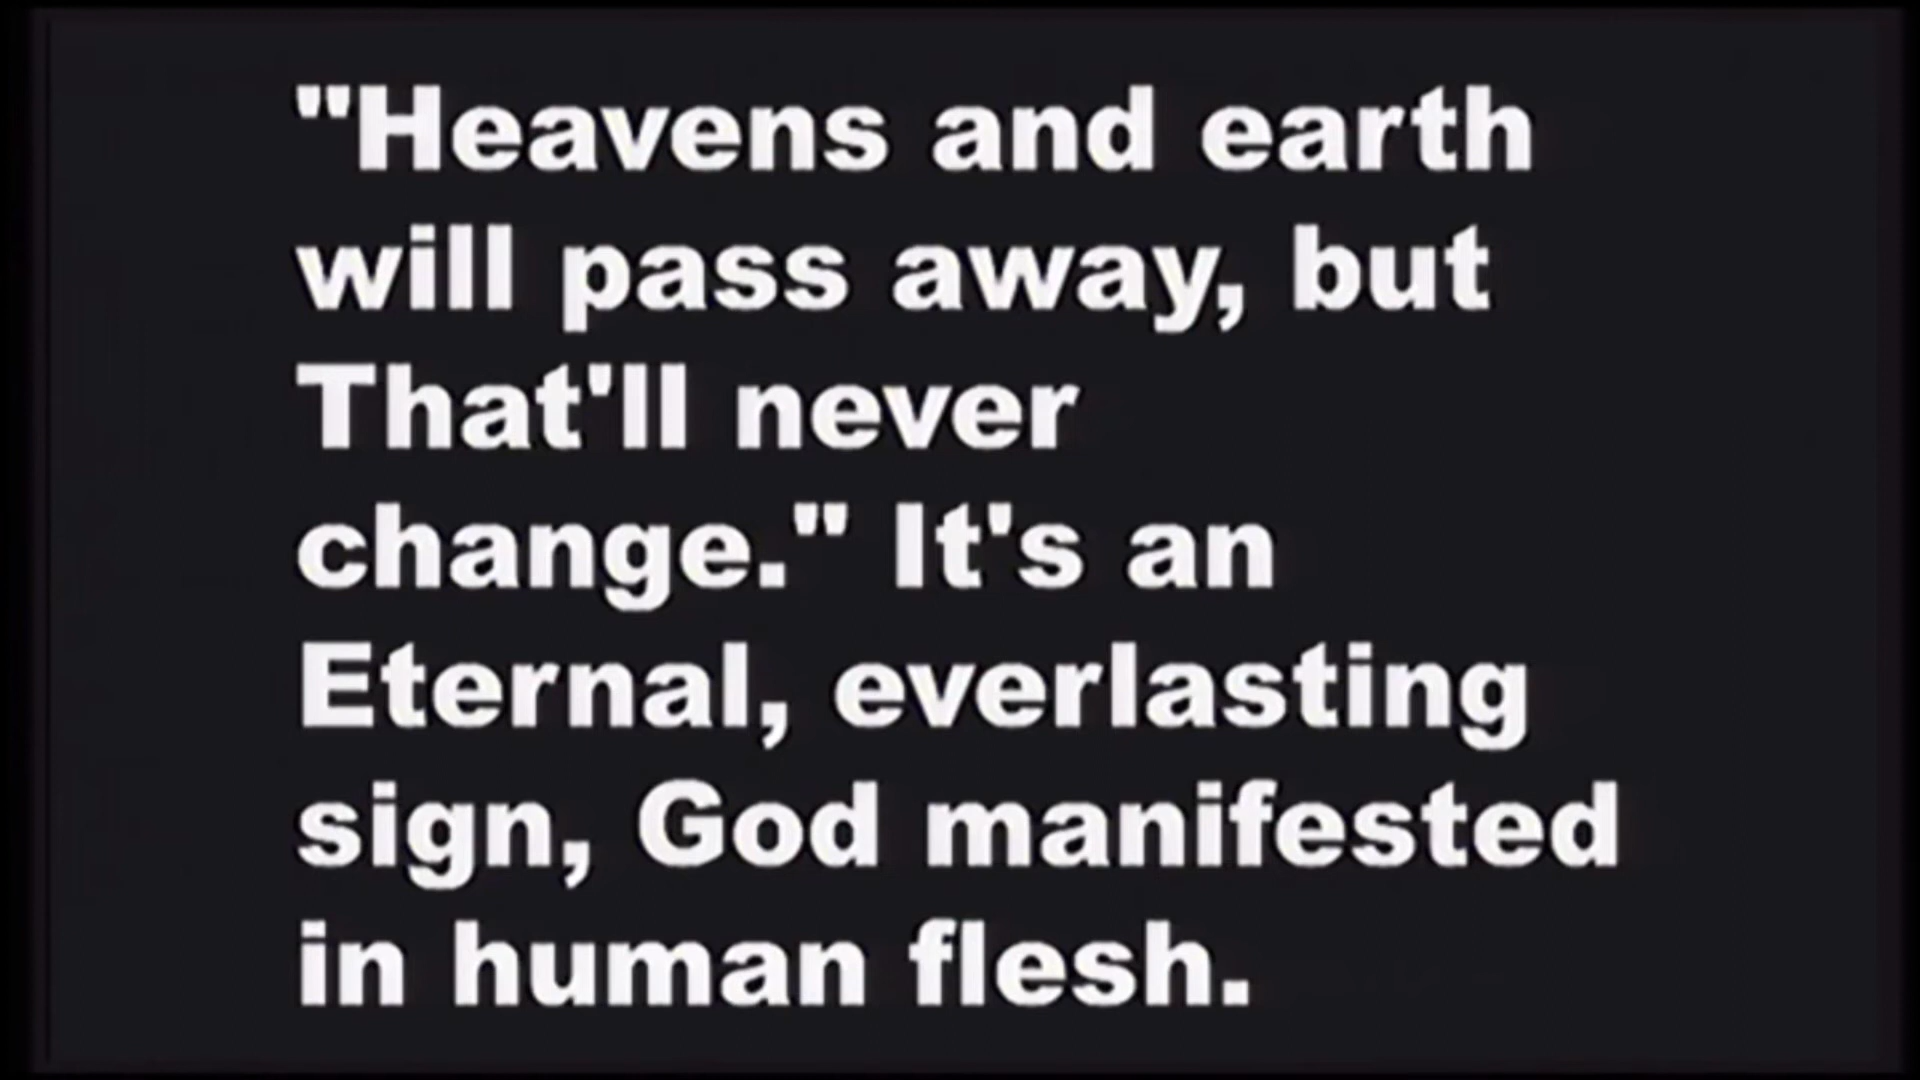 "Heavens and earth
will pass away, but
That'll never
change." It's an
Eternal, everlasting
sign, God manifested
in human flesh.